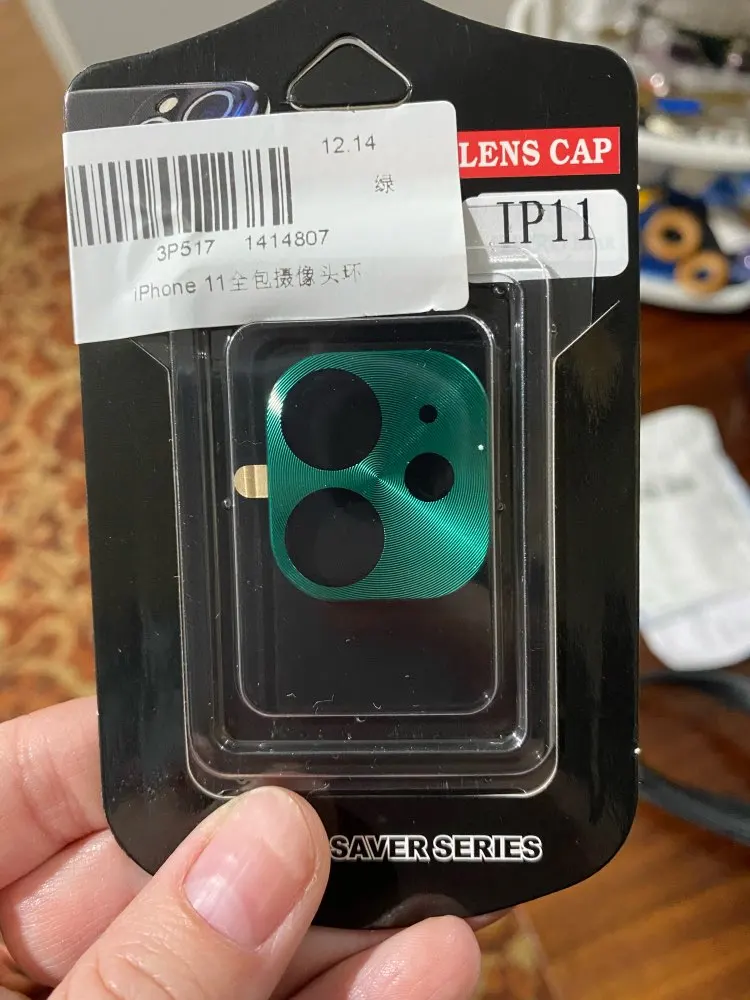 12.14
绿
3P517 1414807
iPhone 11全包摄像头环
LENS CAP
IP11
SAVER SERIES